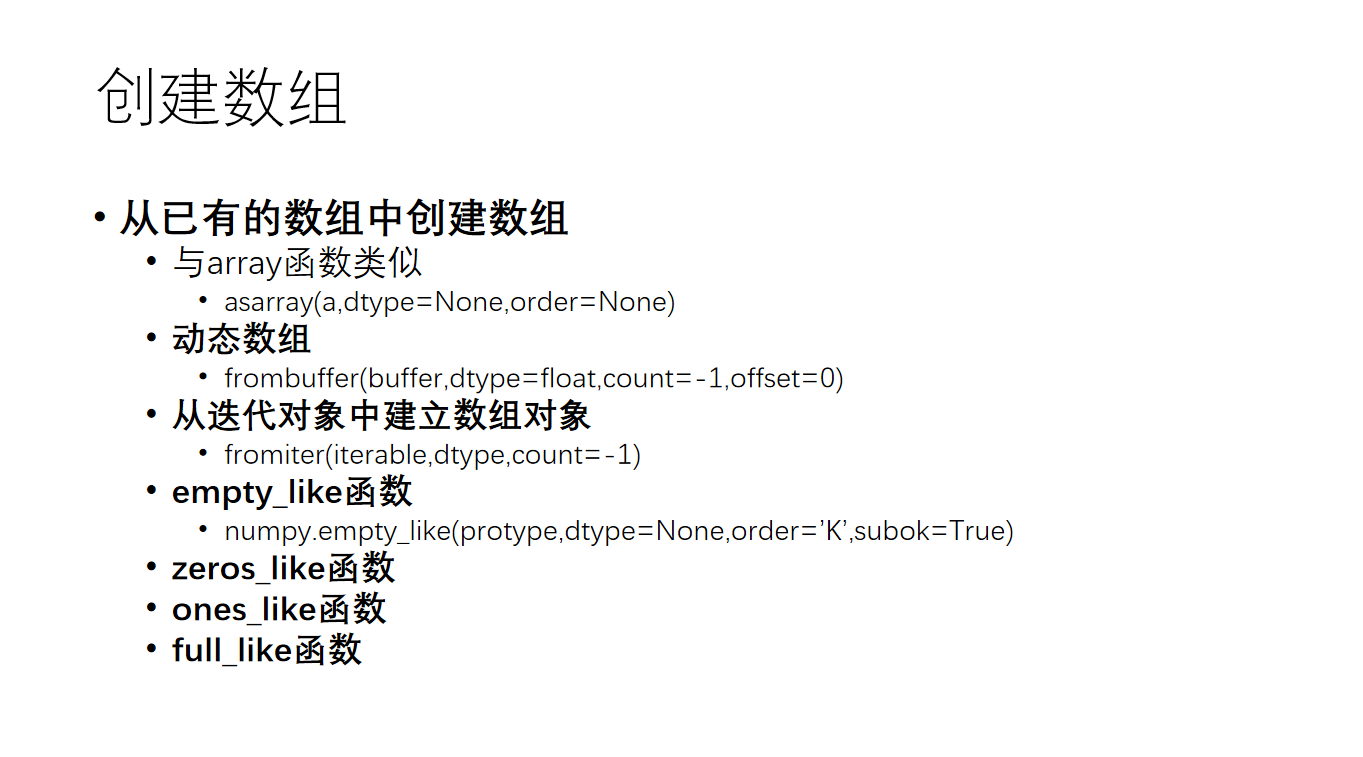 创建数组
• 从已有的数组中创建数组
• 与array函数类似
• asarray(a,dtype=None,order=None)
• 动态数组
• frombuffer(buffer,dtype=float,count=-1,offset=0)
• 从迭代对象中建立数组对象
• fromiter(iterable,dtype,count=-1)
• empty_like函数
• numpy.empty_like(protype,dtype=None,order=’K’,subok=True)
• zeros_like函数
• ones_like函数
• full_like函数